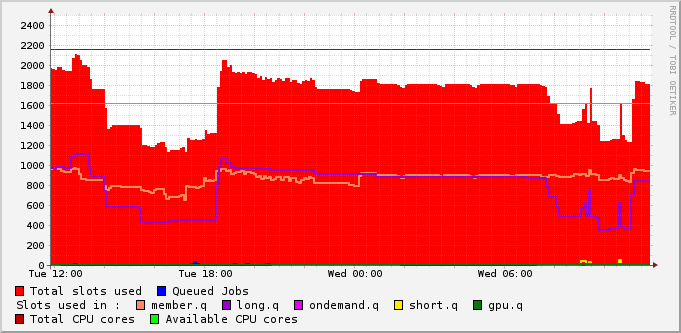 2400
2200
2000
1800
1600
1400
1200
1000
800
600
400
200
0
Tue 12:00 Tue 18:00 Wed 00:00 Wed 06:00
Total slots used Queued Jobs
Slots used in : member.q long.q ondemand.q short.q gpu.q
Total CPU cores Available CPU cores
RRDTOOL / TOBI OETIKER